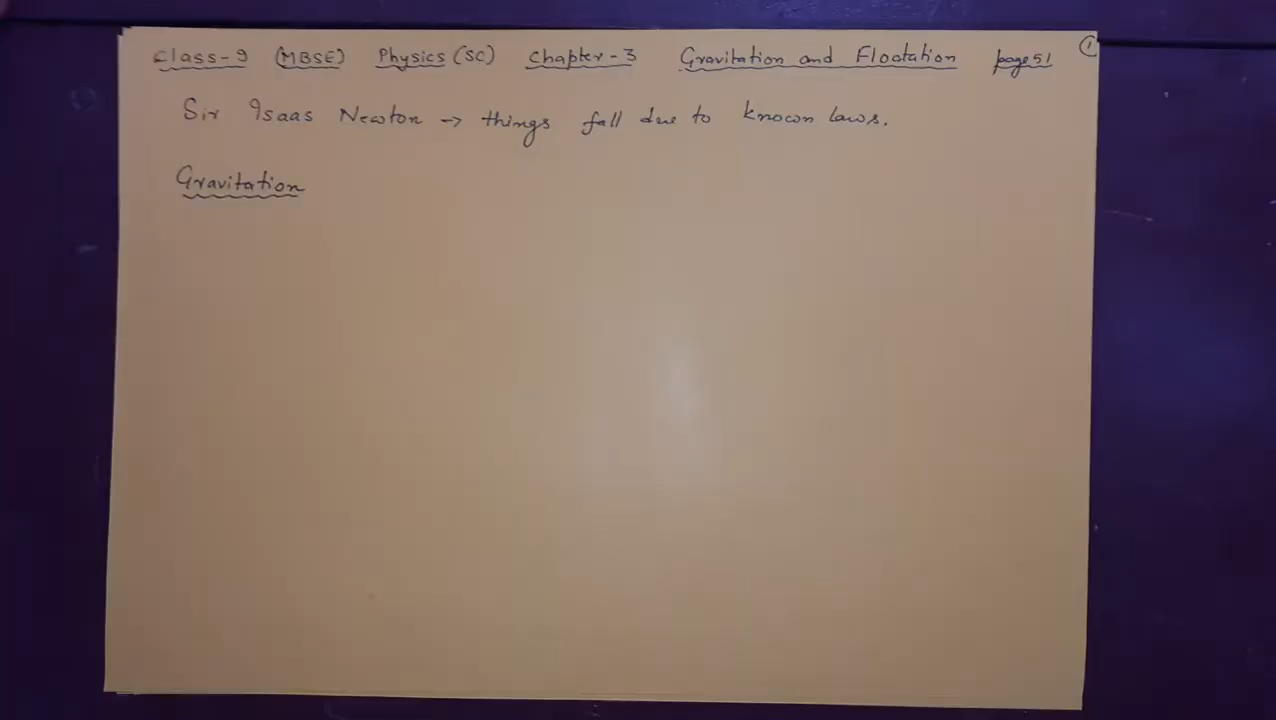 Class-9 (MBSE) Physics (SC) Chapter-3 Gravitation and Floatation page 51 1
Sir Isaas Newton → things fall due to known laws.
Gravitation